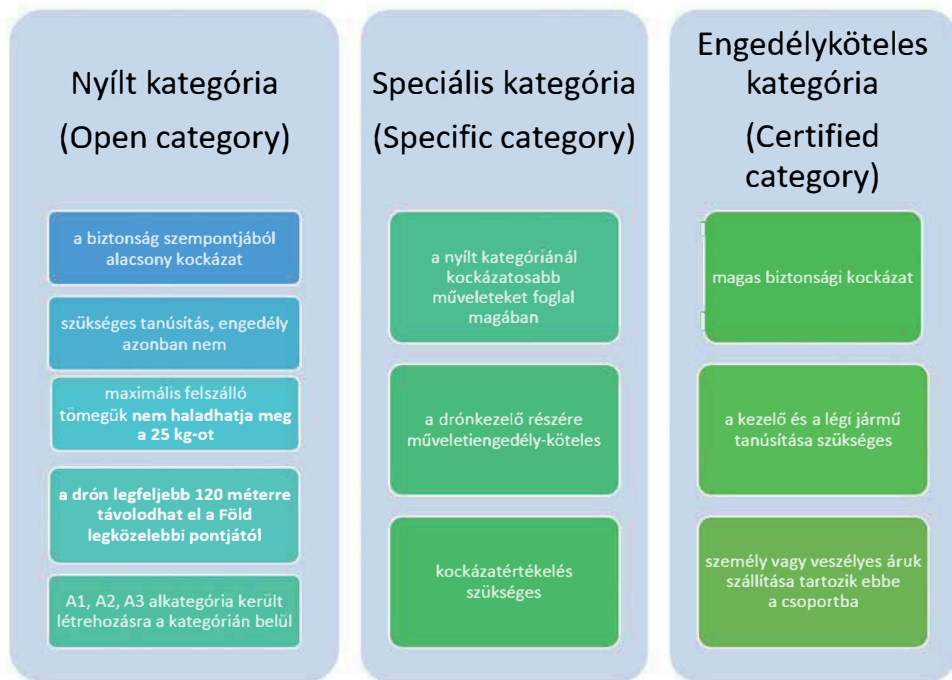 Nyílt kategória
(Open category)
a biztonság szempontjából
alacsony kockázat
szükséges tanúsítás, engedély
azonban nem
maximális felszálló
tömegük nem haladhatja meg
a 25 kg-ot
a drón legfeljebb 120 méterre
távolodhat el a Föld
legközelebbi pontjától
A1, A2, A3 alkategória került
létrehozásra a kategórián belül
Speciális kategória
(Specific category)
a nyílt kategóriánál
kockázatosabb
műveleteket foglal
magában
a drónkezelő részére
műveletiengedély-köteles
kockázatértékelés
szükséges
Engedélyköteles
kategória
(Certified
category)
magas biztonsági kockázat
a kezelő és a légi jármű
tanúsítása szükséges
személy vagy veszélyes áruk
szállítása tartozik ebbe
a csoportba